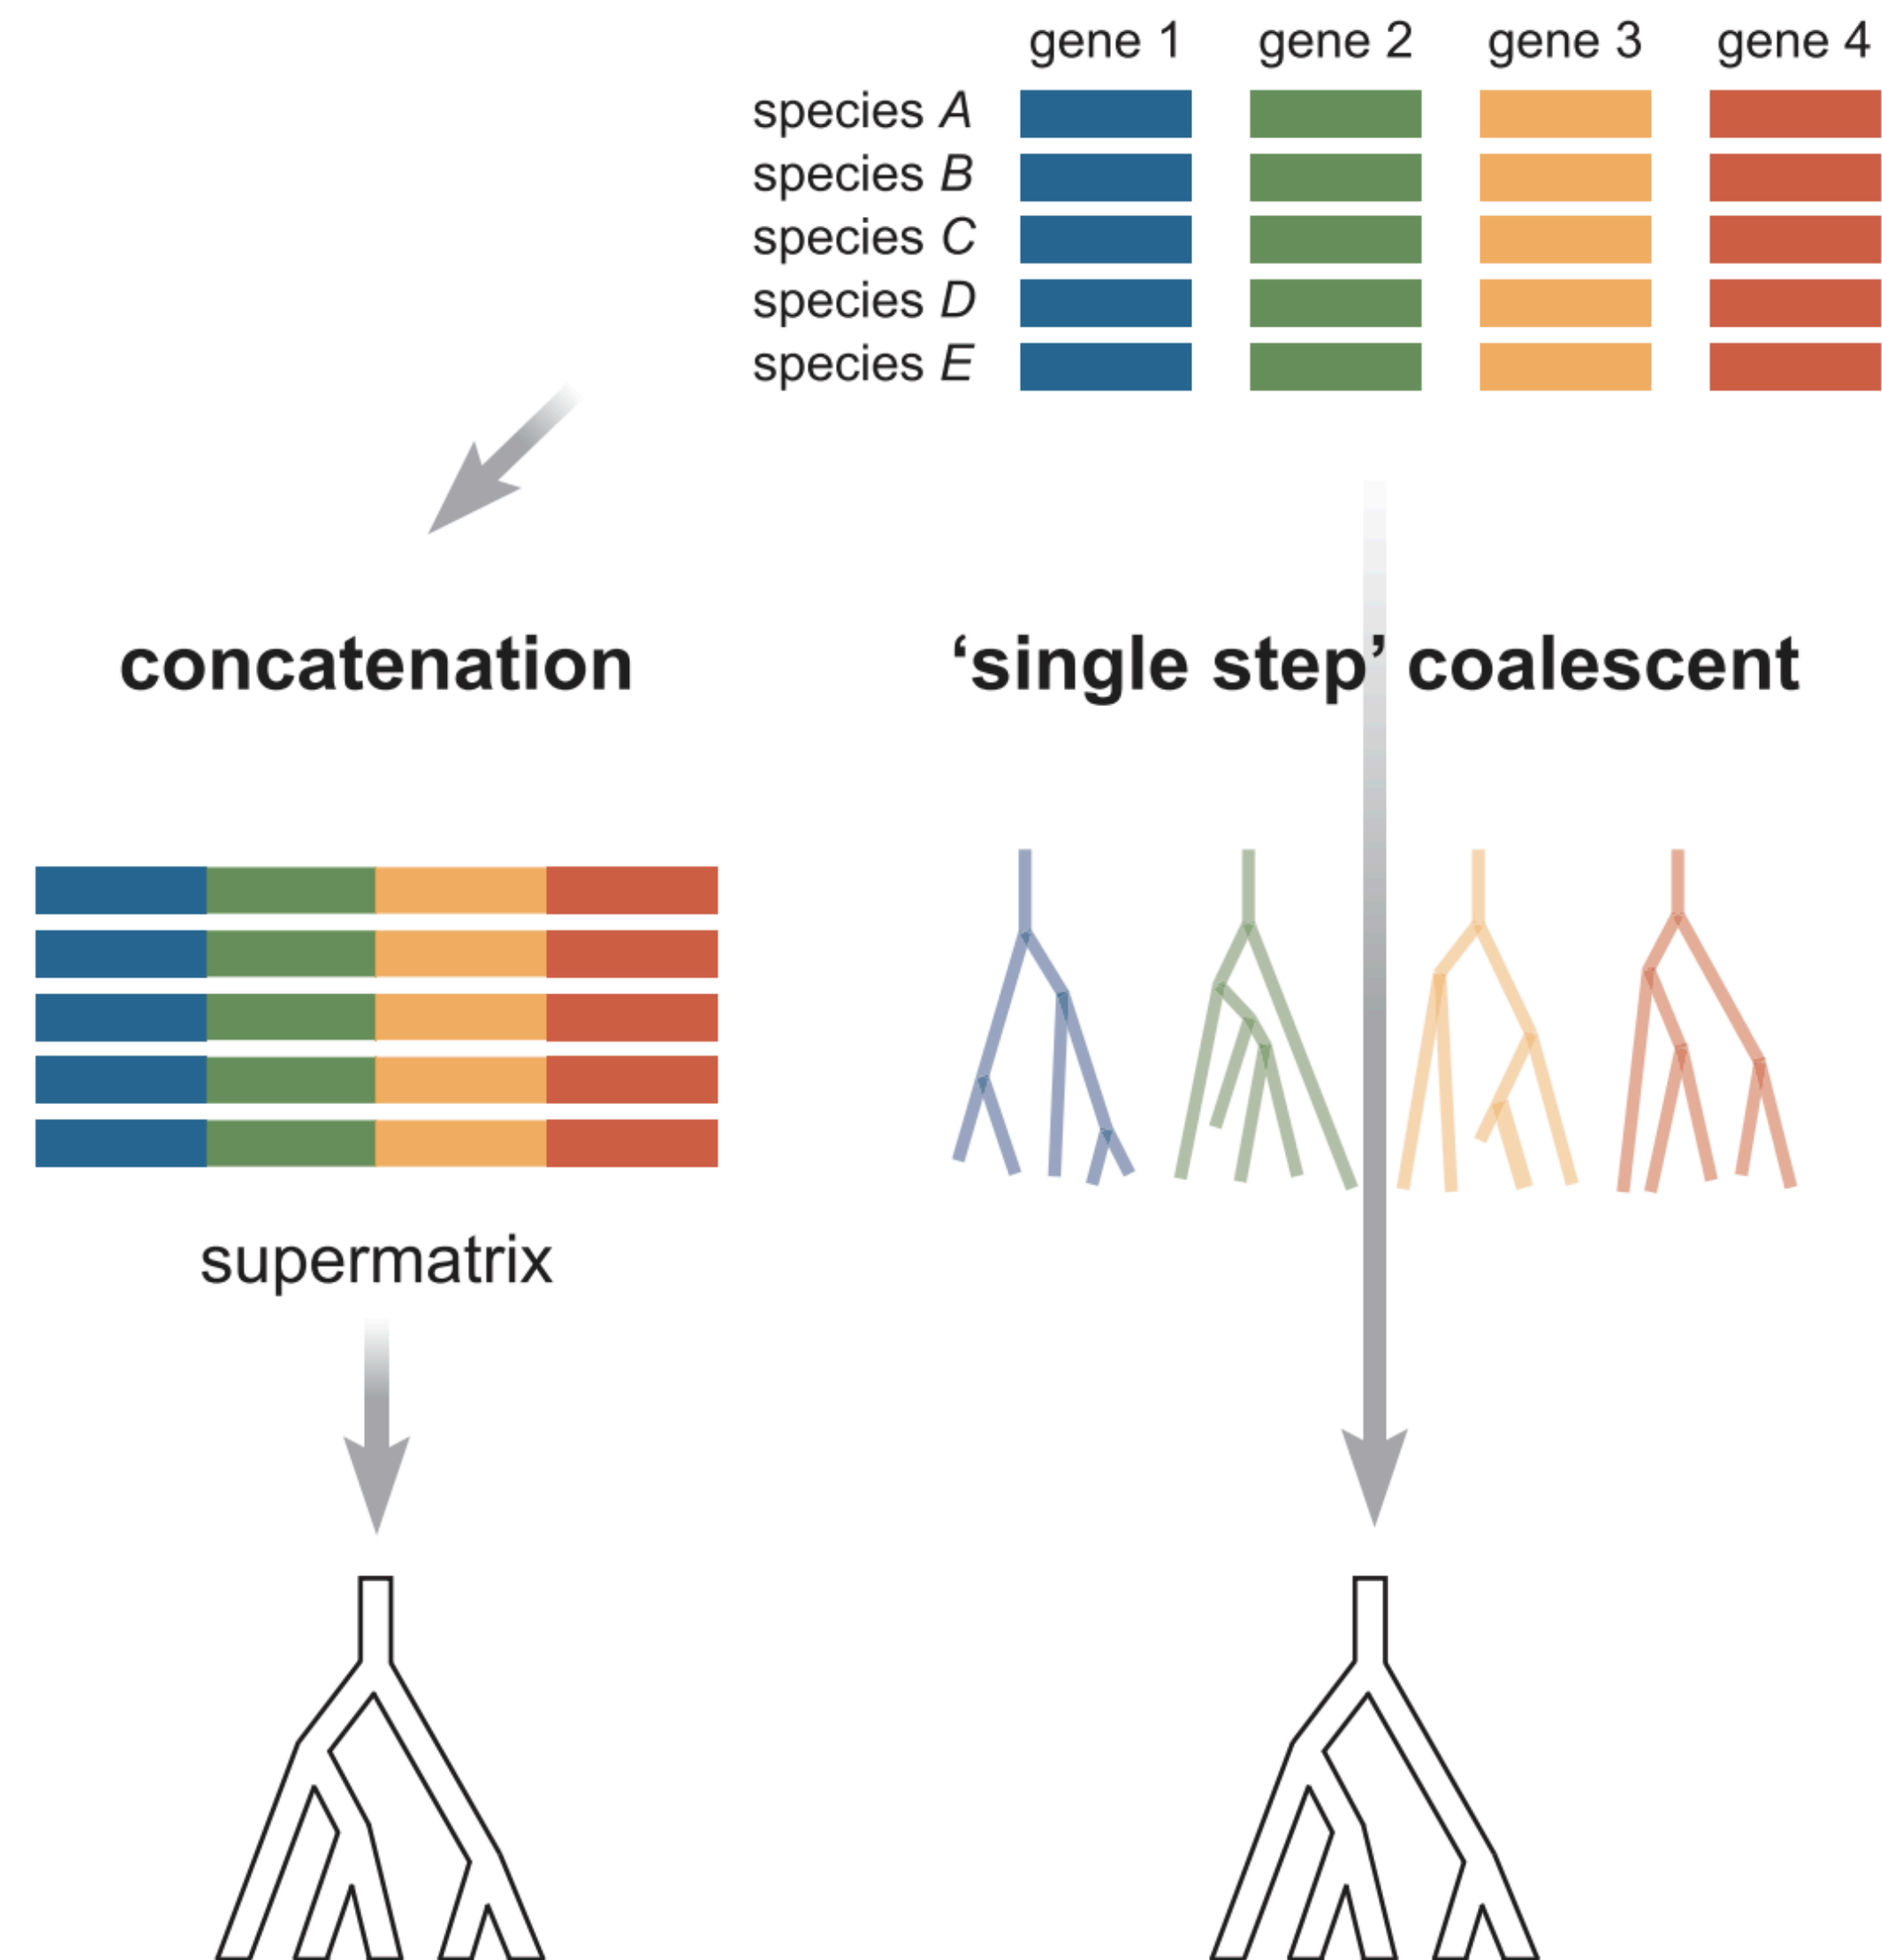 gene 1 gene 2 gene 3 gene 4
species A
species B
species C
species D
species E
concatenation
‘single step’ coalescent
supermatrix